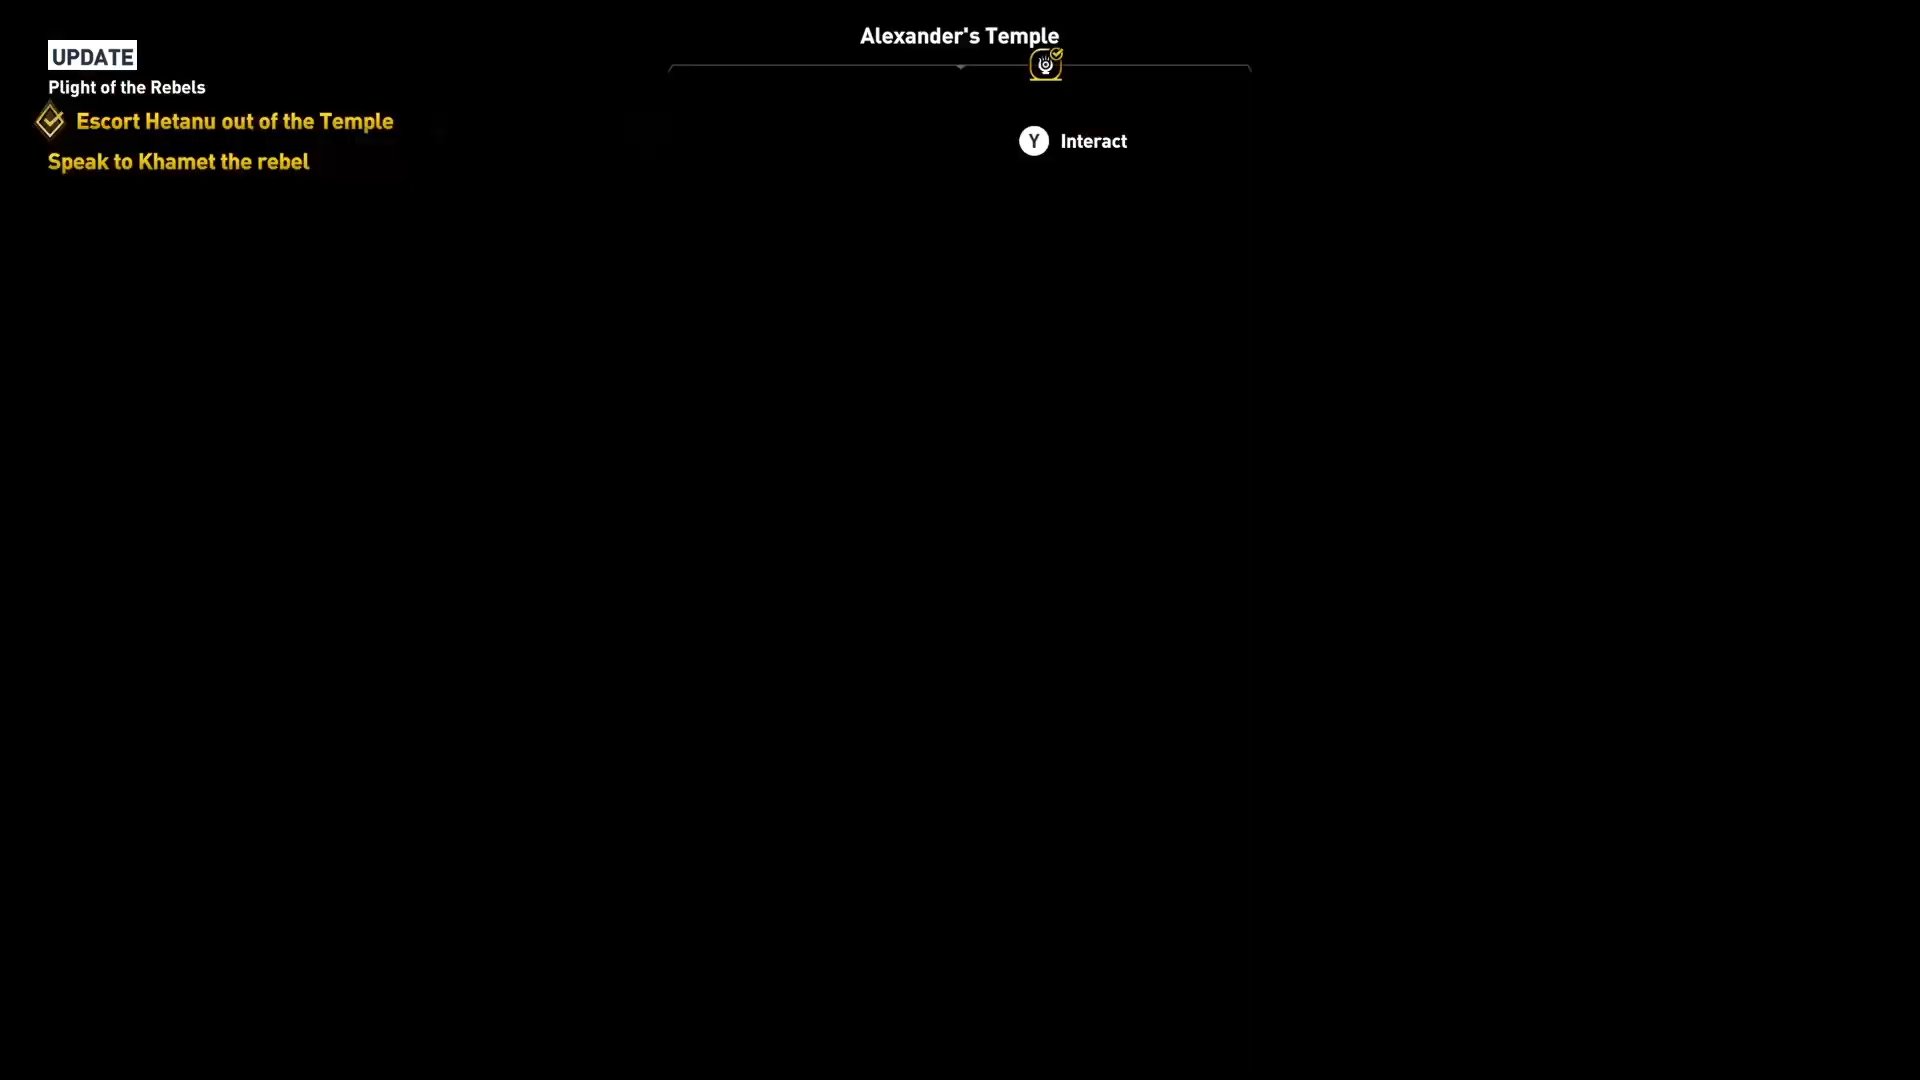 Alexander's Temple
UPDATE
Plight of the Rebels
Escort Hetanu out of the Temple
Speak to Khamet the rebel
Y Interact